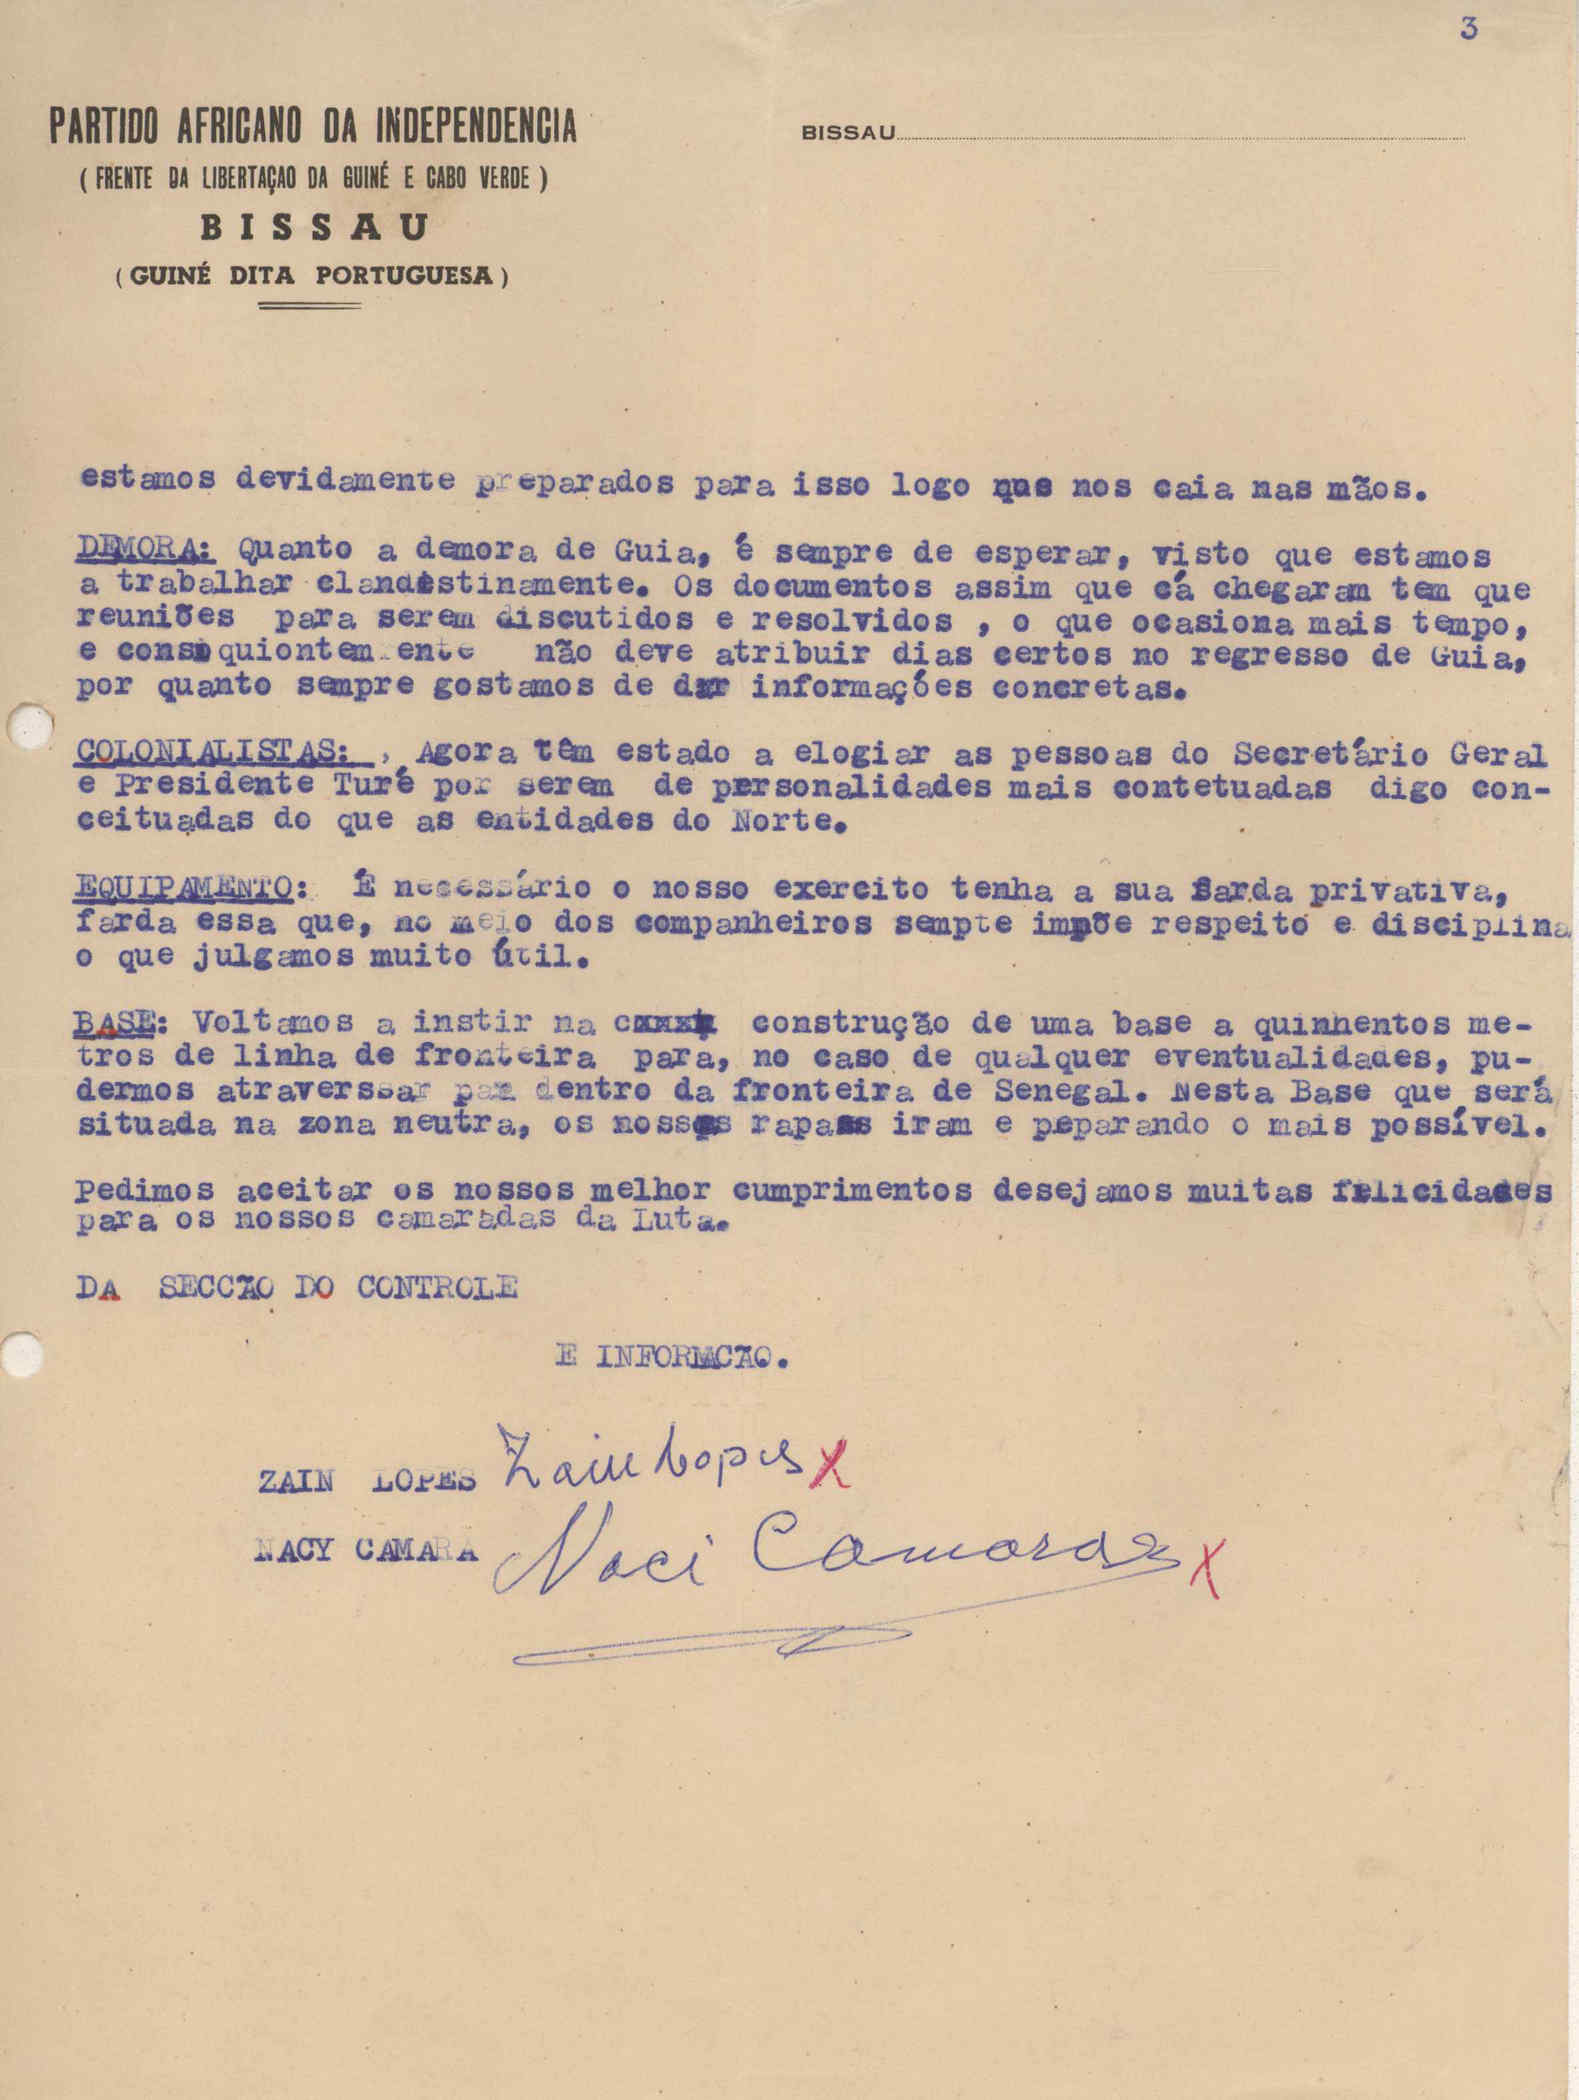 3
PARTIDO AFRICANO DA INDEPENDENCIA
( FRENTE DA LIBERTAÇAO DA GUINÉ E CABO VERDE )
BISSAU
(GUINÉ DITA PORTUGUESA)
BISSAU
estamos devidamente preparados para isso logo que nos caia nas mãos.
DEMORA: Quanto a demora de Guia, é sempre de esperar, visto que estamos
a trabalhar clandestinamente. Os documentos assim que cá chegaram tem que
reuniões para serem discutidos e resolvidos , o que ocasiona mais tempo,
e consequiontemente não deve atribuir dias certos no regresso de Guia,
por quanto sempre gostamos de dar informações concretas.
COLONIALISTAS: , Agora têm estado a elogiar as pessoas do Secretário Geral
e Presidente Turé por serem de personalidades mais contetuadas digo con-
ceituadas do que as entidades do Norte.
EQUIPAMENTO: É necessário o nosso exercito tenha a sua farda privativa,
farda essa que, no meio dos companheiros sempte impõe respeito e disciplina
o que julgamos muito útil.
BASE: Voltamos a instir na cxxxx construção de uma base a quinhentos me-
tros de linha de fronteira para, no caso de qualquer eventualidades, pu-
dermos atraverssar para dentro da fronteira de Senegal. Nesta Base que será
situada na zona neutra, os nossos rapass iram e peparando o mais possível.
Pedimos aceitar os nossos melhor cumprimentos desejamos muitas felicidades
para os nossos camaradas da Luta.
DA SECCÃO DO CONTROLE
E INFORMCÃO.
ZAIN LOPES Zain Lopes X
NACY CAMARA Naci Camara X